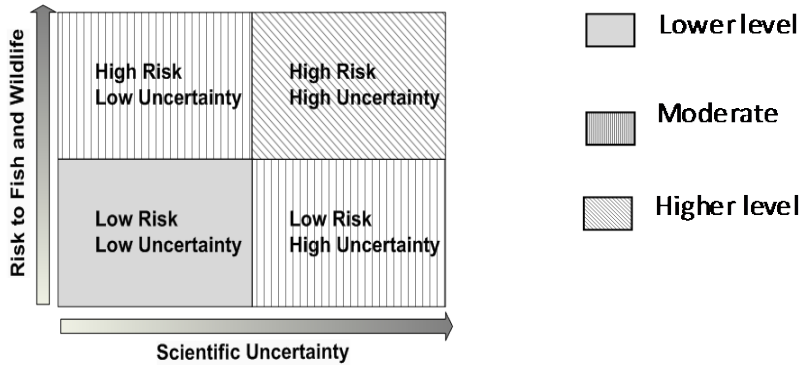 Risk to Fish and Wildlife
High Risk
Low Uncertainty
High Risk
High Uncertainty
Low Risk
Low Uncertainty
Low Risk
High Uncertainty
Scientific Uncertainty
Lower level
Moderate
Higher level